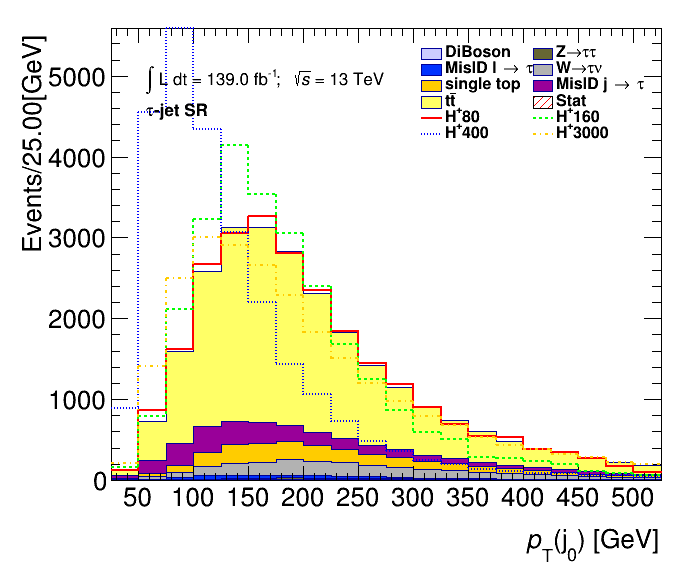 Events/25.00[GeV]
5000
4000
3000
2000
1000
0
∫ L dt = 139.0 fb⁻¹; √s = 13 TeV
τ-jet SR
DiBoson Z→ττ
MisID l → τ W→τν
single top MisID j → τ
tt̄ Stat
H⁺80 H⁺160
H⁺400 H⁺3000
50 100 150 200 250 300 350 400 450 500
p_T(j_0) [GeV]